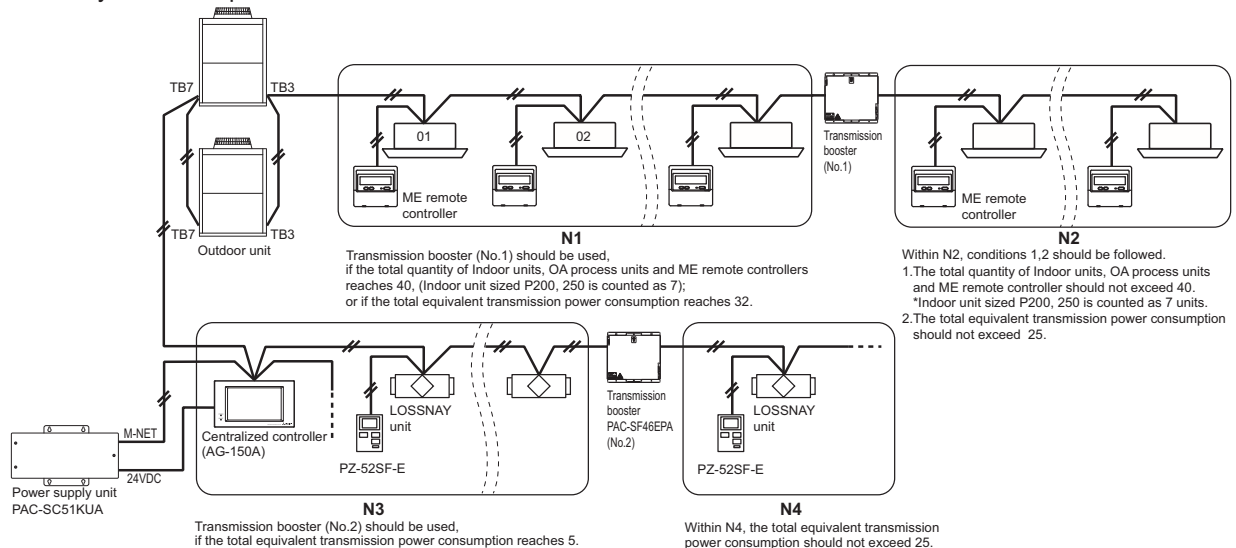 TB7
TB3
TB7
TB3
Outdoor unit
01
02
ME remote
controller
Transmission
booster
(No.1)
ME remote
controller
N1
Transmission booster (No.1) should be used,
if the total quantity of Indoor units, OA process units and ME remote controllers
reaches 40, (Indoor unit sized P200, 250 is counted as 7);
or if the total equivalent transmission power consumption reaches 32.
N2
Within N2, conditions 1,2 should be followed.
1.The total quantity of Indoor units, OA process units
and ME remote controller should not exceed 40.
*Indoor unit sized P200, 250 is counted as 7 units.
2.The total equivalent transmission power consumption
should not exceed 25.
M-NET
24VDC
Power supply unit
PAC-SC51KUA
Centralized controller
(AG-150A)
LOSSNAY
unit
PZ-52SF-E
Transmission
booster
PAC-SF46EPA
(No.2)
LOSSNAY
unit
PZ-52SF-E
N3
Transmission booster (No.2) should be used,
if the total equivalent transmission power consumption reaches 5.
N4
Within N4, the total equivalent transmission
power consumption should not exceed 25.